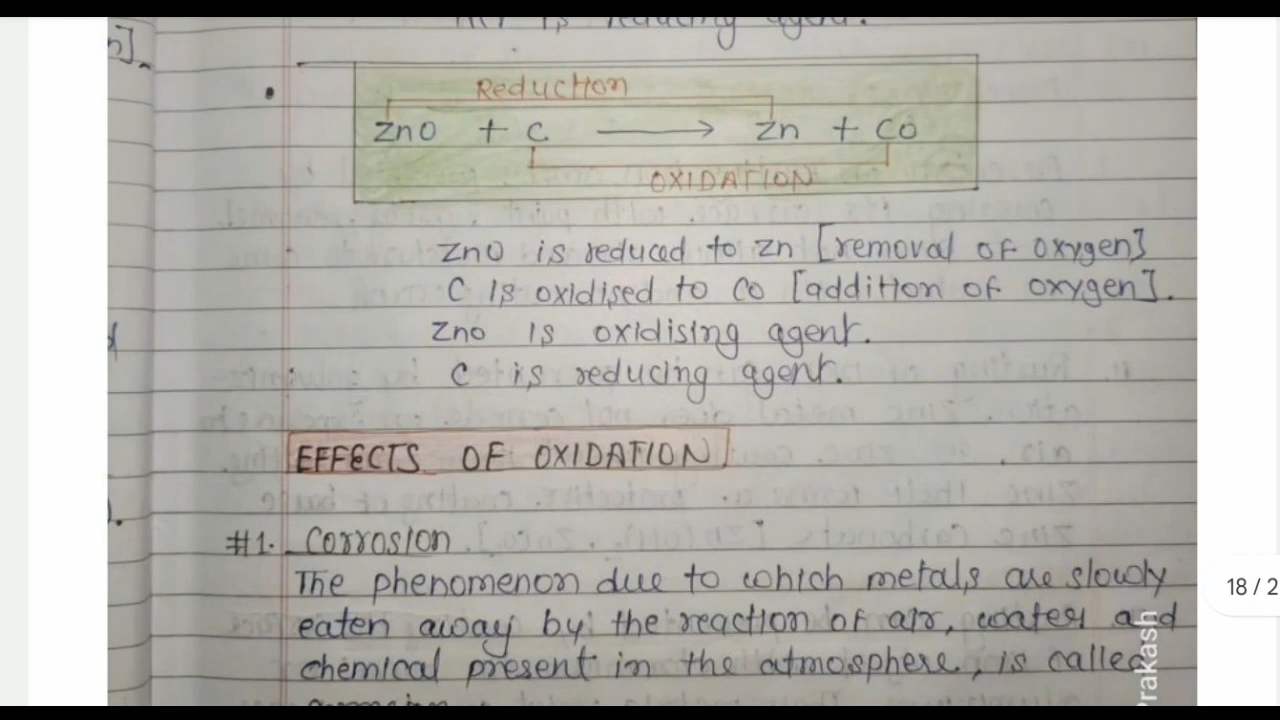 is reducing agent.
n].
Reduction
ZnO + C ⟶ Zn + CO
OXIDATION
ZnO is reduced to Zn [removal of oxygen]
C is oxidised to CO [addition of oxygen].
ZnO is oxidising agent.
C is reducing agent.
EFFECTS OF OXIDATION
#1. Corrosion
The phenomenon due to which metals are slowly
eaten away by the reaction of air, water and
chemical present in the atmosphere, is called
Prakash
18 / 2